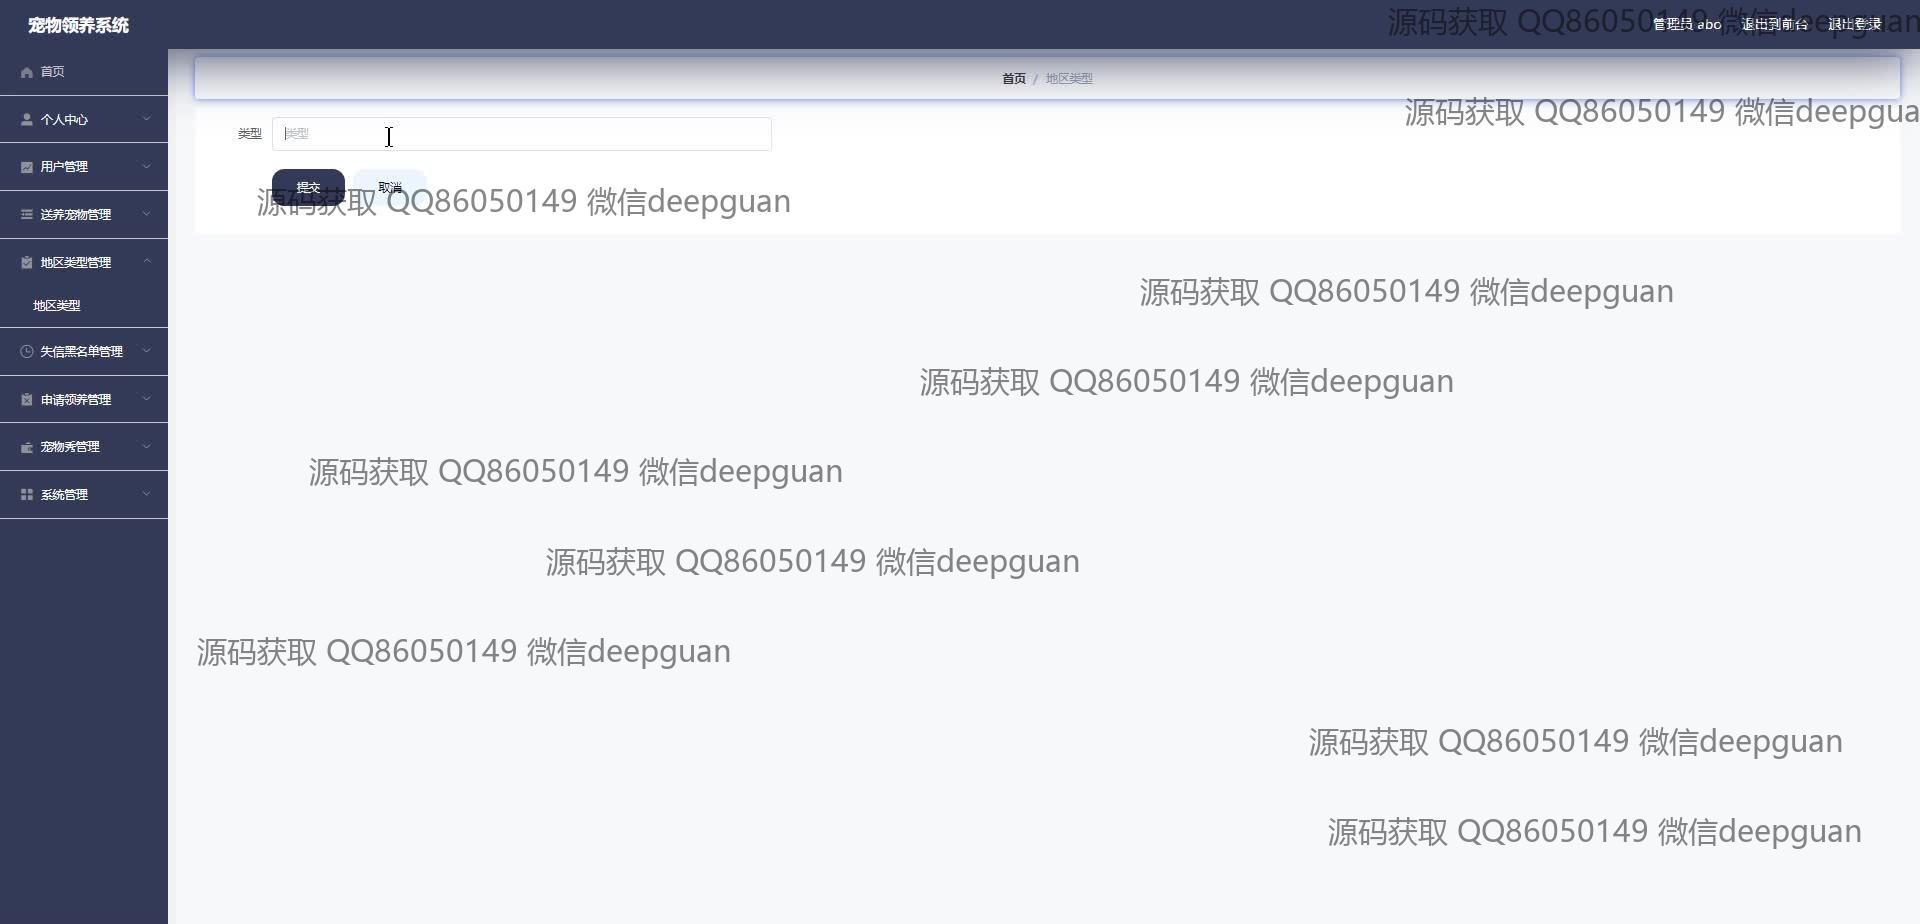 宠物领养系统
源码获取 QQ86050149 微信deepguan
管理员 abo 退出到前台 退出登录
首页
首页 / 地区类型
源码获取 QQ86050149 微信deepgua
个人中心
类型 类型
用户管理
提交 取消
源码获取 QQ86050149 微信deepguan
送养宠物管理
地区类型管理
源码获取 QQ86050149 微信deepguan
地区类型
失信黑名单管理
源码获取 QQ86050149 微信deepguan
申请领养管理
宠物秀管理
源码获取 QQ86050149 微信deepguan
系统管理
源码获取 QQ86050149 微信deepguan
源码获取 QQ86050149 微信deepguan
源码获取 QQ86050149 微信deepguan
源码获取 QQ86050149 微信deepguan